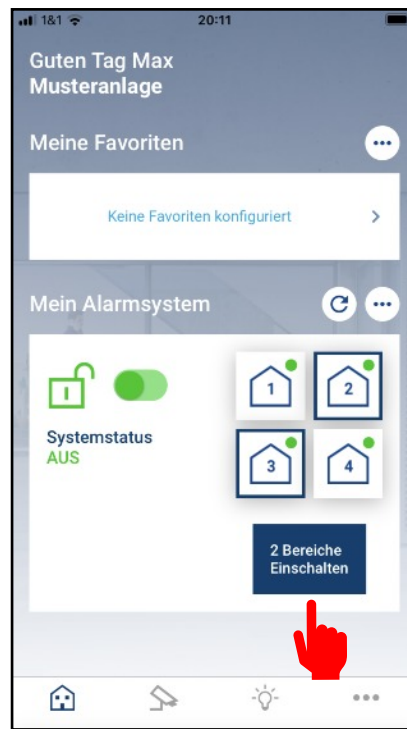 1&1 20:11
Guten Tag Max
Musteranlage
Meine Favoriten
Keine Favoriten konfiguriert
Mein Alarmsystem
1 2
Systemstatus
AUS
3 4
2 Bereiche
Einschalten